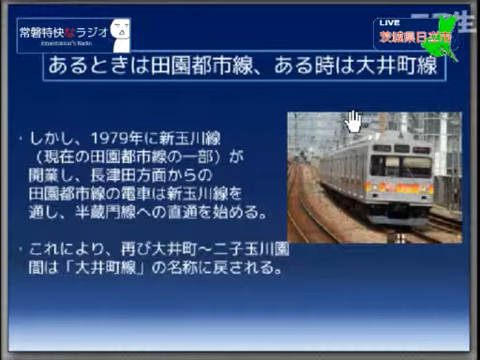 常磐特快なラジオ
LIVE
茨城県日立市
あるときは田園都市線、ある時は大井町線
・しかし、1979年に新玉川線
（現在の田園都市線の一部）が
開業し、長津田方面からの
田園都市線の電車は新玉川線を
通し、半蔵門線への直通を始める。
・これにより、再び大井町～二子玉川園
間は「大井町線」の名称に戻される。